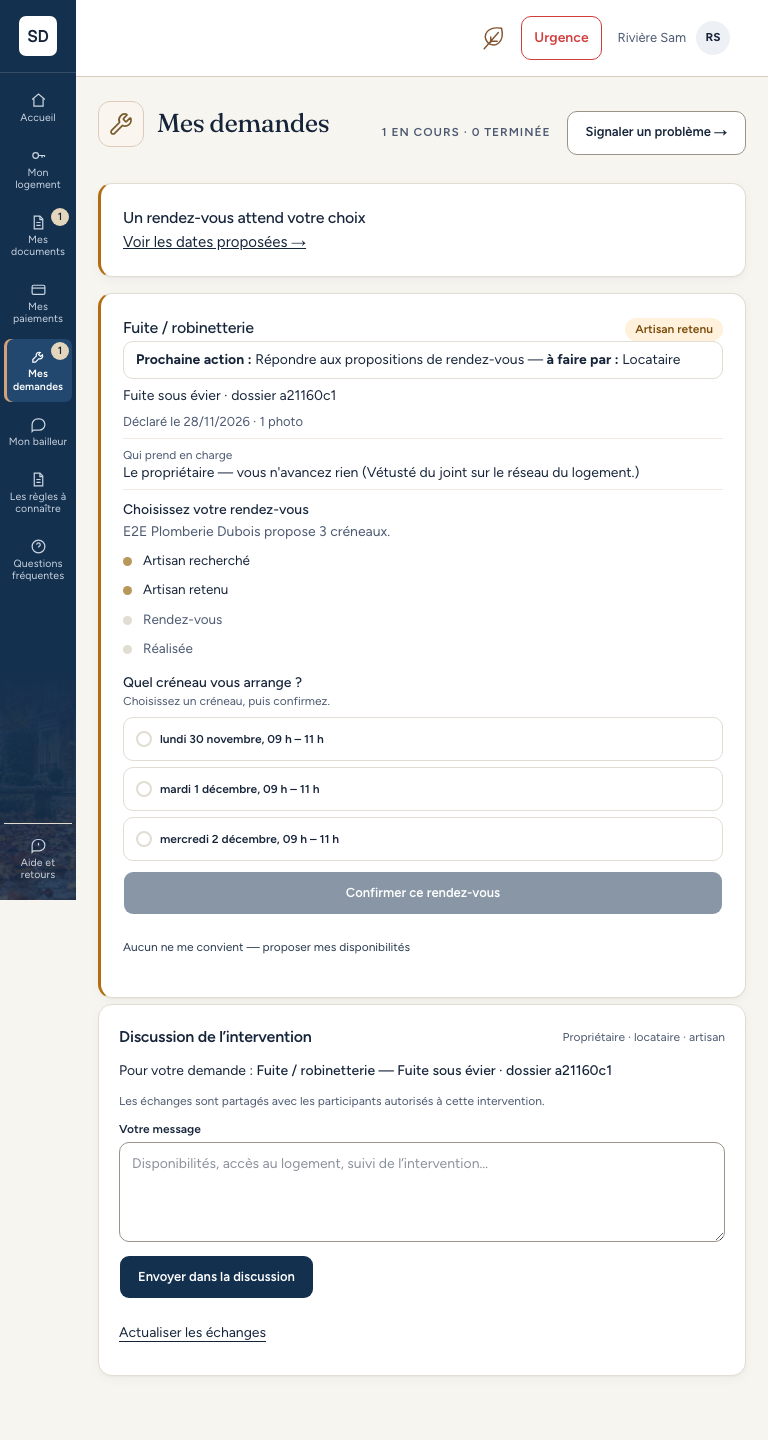 SD
Urgence
Rivière Sam
RS
Accueil
Mon
logement
1
Mes
documents
Mes
paiements
1
Mes
demandes
Mon bailleur
Les règles à
connaître
Questions
fréquentes
Aide et
retours
Mes demandes
1 EN COURS · 0 TERMINÉE
Signaler un problème →
Un rendez-vous attend votre choix
Voir les dates proposées →
Fuite / robinetterie
Artisan retenu
Prochaine action : Répondre aux propositions de rendez-vous — à faire par : Locataire
Fuite sous évier · dossier a21160c1
Déclaré le 28/11/2026 · 1 photo
Qui prend en charge
Le propriétaire — vous n'avancez rien (Vétusté du joint sur le réseau du logement.)
Choisissez votre rendez-vous
E2E Plomberie Dubois propose 3 créneaux.
Artisan recherché
Artisan retenu
Rendez-vous
Réalisée
Quel créneau vous arrange ?
Choisissez un créneau, puis confirmez.
lundi 30 novembre, 09 h – 11 h
mardi 1 décembre, 09 h – 11 h
mercredi 2 décembre, 09 h – 11 h
Confirmer ce rendez-vous
Aucun ne me convient — proposer mes disponibilités
Discussion de l’intervention
Propriétaire · locataire · artisan
Pour votre demande : Fuite / robinetterie — Fuite sous évier · dossier a21160c1
Les échanges sont partagés avec les participants autorisés à cette intervention.
Votre message
Disponibilités, accès au logement, suivi de l’intervention…
Envoyer dans la discussion
Actualiser les échanges